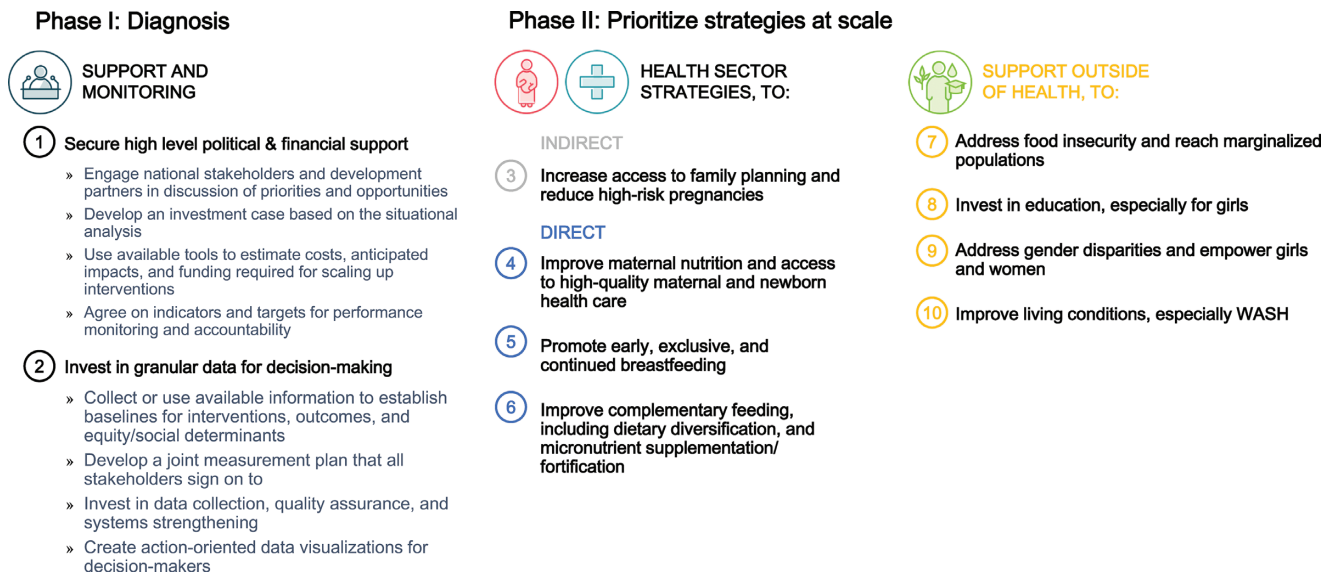 Phase I: Diagnosis
SUPPORT AND
MONITORING
1 Secure high level political & financial support
» Engage national stakeholders and development
partners in discussion of priorities and opportunities
» Develop an investment case based on the situational
analysis
» Use available tools to estimate costs, anticipated
impacts, and funding required for scaling up
interventions
» Agree on indicators and targets for performance
monitoring and accountability
2 Invest in granular data for decision-making
» Collect or use available information to establish
baselines for interventions, outcomes, and
equity/social determinants
» Develop a joint measurement plan that all
stakeholders sign on to
» Invest in data collection, quality assurance, and
systems strengthening
» Create action-oriented data visualizations for
decision-makers
Phase II: Prioritize strategies at scale
HEALTH SECTOR
STRATEGIES, TO:
INDIRECT
3 Increase access to family planning and
reduce high-risk pregnancies
DIRECT
4 Improve maternal nutrition and access
to high-quality maternal and newborn
health care
5 Promote early, exclusive, and
continued breastfeeding
6 Improve complementary feeding,
including dietary diversification, and
micronutrient supplementation/
fortification
SUPPORT OUTSIDE
OF HEALTH, TO:
7 Address food insecurity and reach marginalized
populations
8 Invest in education, especially for girls
9 Address gender disparities and empower girls
and women
10 Improve living conditions, especially WASH